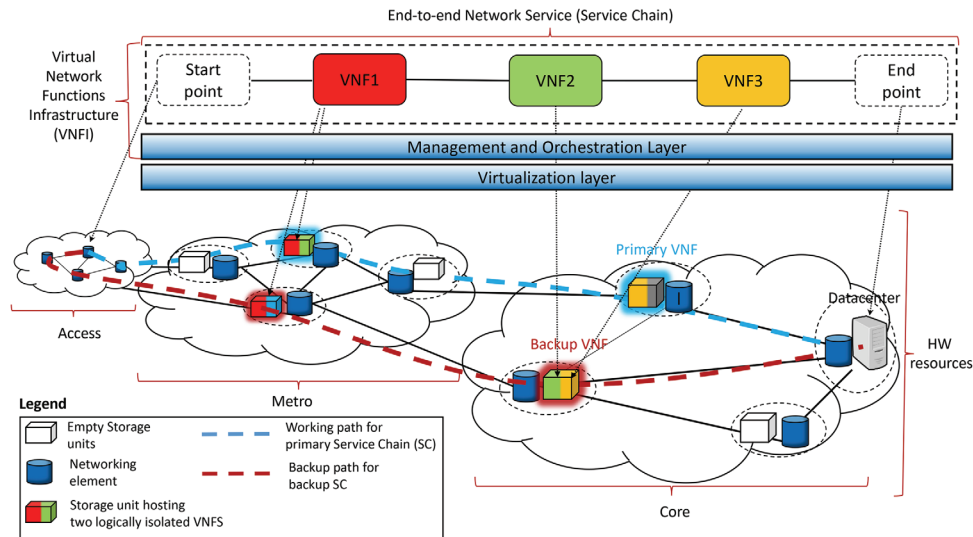 End-to-end Network Service (Service Chain)
Virtual
Network
Functions
Infrastructure
(VNFI)
Start
point
VNF1
VNF2
VNF3
End
point
Management and Orchestration Layer
Virtualization layer
Primary VNF
Datacenter
Access
Backup VNF
HW
resources
Metro
Core
Legend
Empty Storage
units
Networking
element
Storage unit hosting
two logically isolated VNFS
Working path for
primary Service Chain (SC)
Backup path for
backup SC